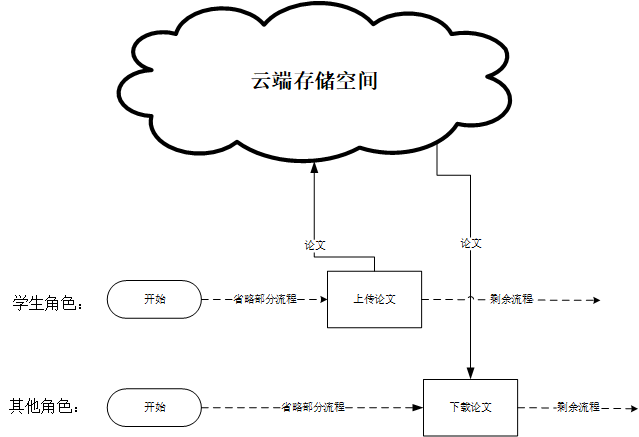 云端存储空间
论文
论文
学生角色：
开始
省略部分流程
上传论文
剩余流程
其他角色：
开始
省略部分流程
下载论文
剩余流程